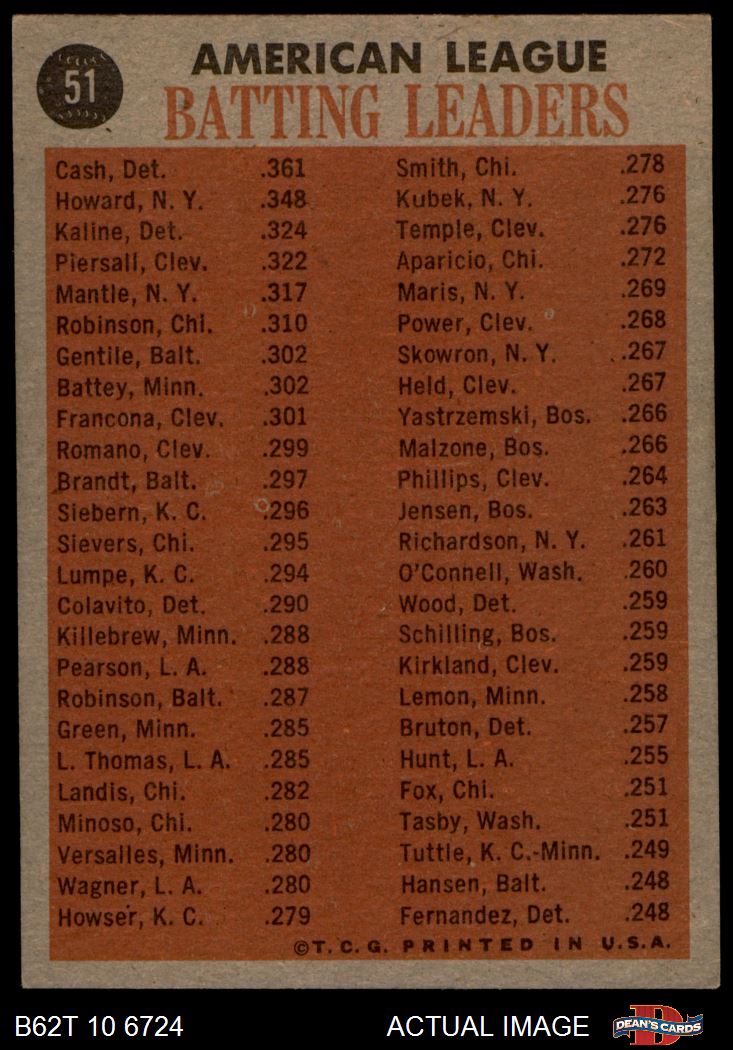 51
AMERICAN LEAGUE
BATTING LEADERS
Cash, Det. .361
Howard, N. Y. .348
Kaline, Det. .324
Piersall, Clev. .322
Mantle, N. Y. .317
Robinson, Chi. .310
Gentile, Balt. .302
Battey, Minn. .302
Francona, Clev. .301
Romano, Clev. .299
Brandt, Balt. .297
Siebern, K. C. .296
Sievers, Chi. .295
Lumpe, K. C. .294
Colavito, Det. .290
Killebrew, Minn. .288
Pearson, L. A. .288
Robinson, Balt. .287
Green, Minn. .285
L. Thomas, L. A. .285
Landis, Chi. .282
Minoso, Chi. .280
Versalles, Minn. .280
Wagner, L. A. .280
Howser, K. C. .279
Smith, Chi. .278
Kubek, N. Y. .276
Temple, Clev. .276
Aparicio, Chi. .272
Maris, N. Y. .269
Power, Clev. .268
Skowron, N. Y. .267
Held, Clev. .267
Yastrzemski, Bos. .266
Malzone, Bos. .266
Phillips, Clev. .264
Jensen, Bos. .263
Richardson, N. Y. .261
O'Connell, Wash. .260
Wood, Det. .259
Schilling, Bos. .259
Kirkland, Clev. .259
Lemon, Minn. .258
Bruton, Det. .257
Hunt, L. A. .255
Fox, Chi. .251
Tasby, Wash. .251
Tuttle, K. C.-Minn. .249
Hansen, Balt. .248
Fernandez, Det. .248
©T. C. G. PRINTED IN U.S.A.
B62T 10 6724 ACTUAL IMAGE
D
DEAN'S CARDS